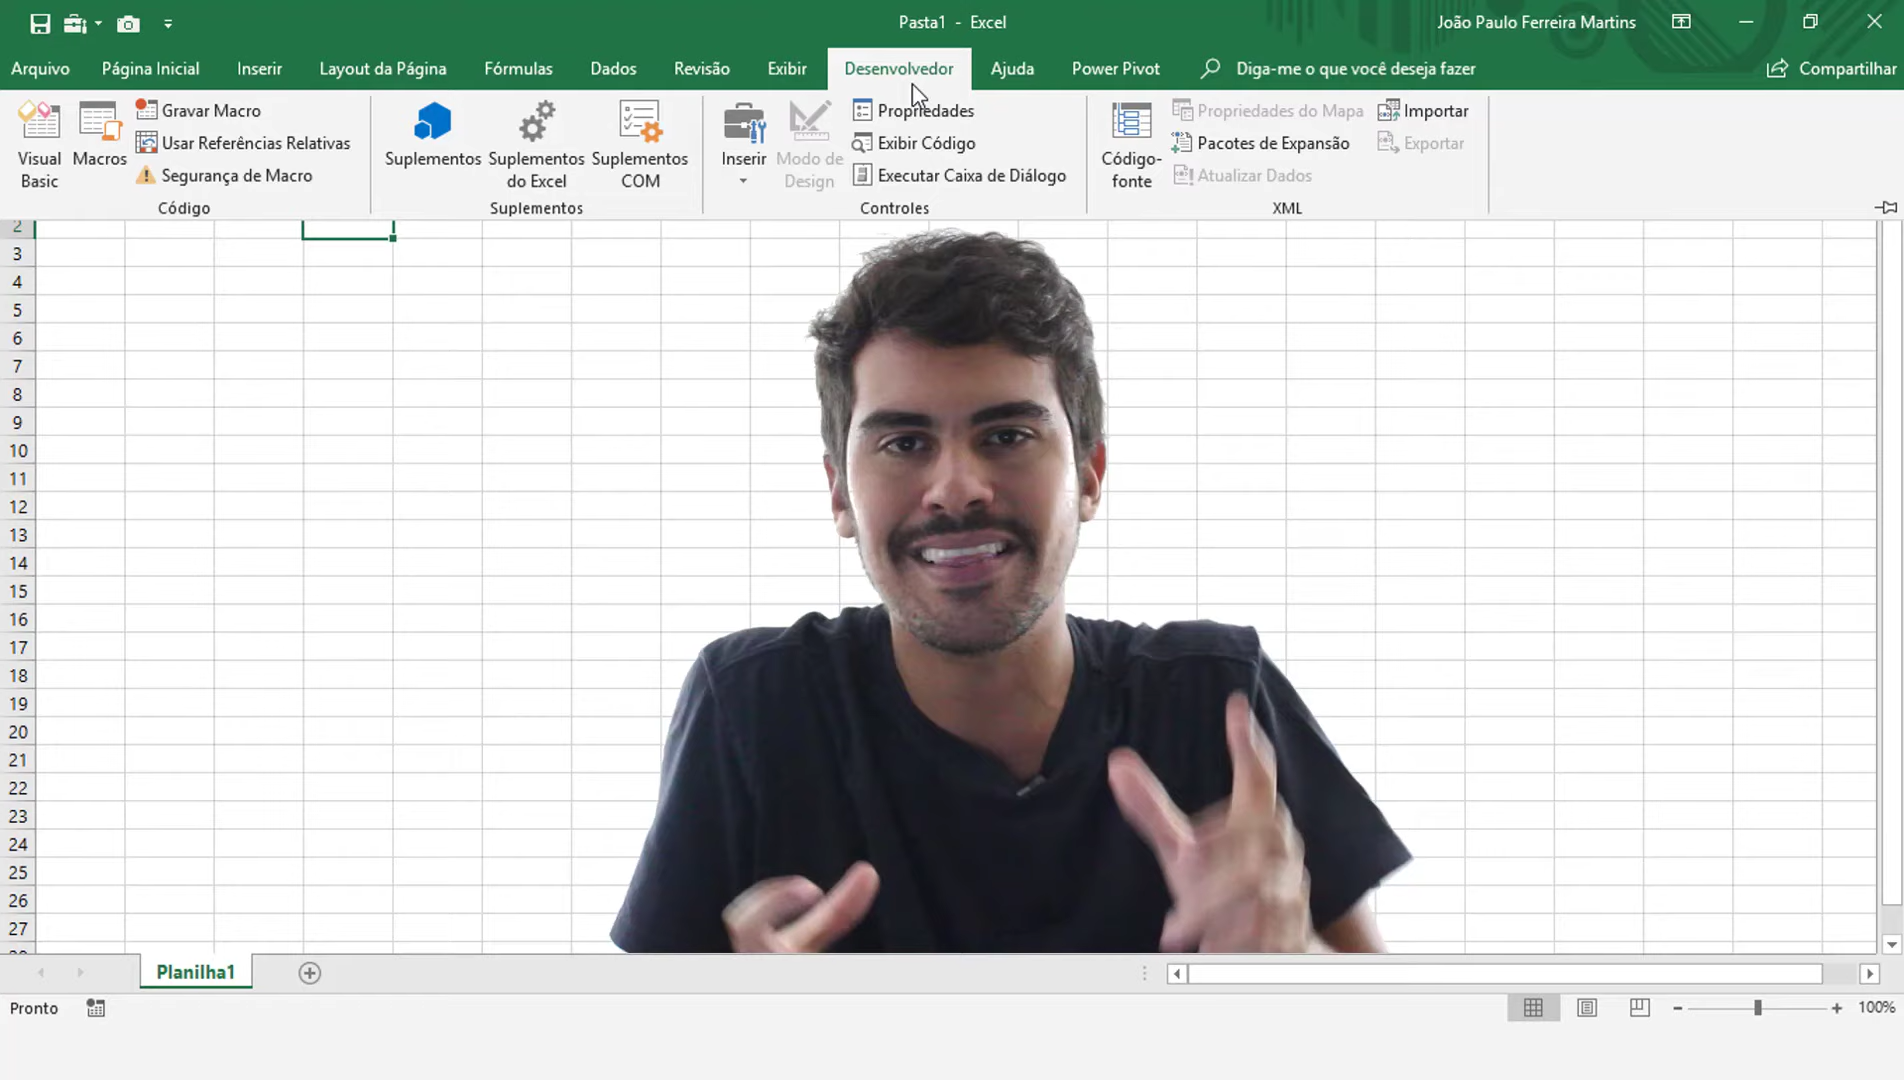 Pasta1 - Excel
João Paulo Ferreira Martins
Arquivo
Página Inicial
Inserir
Layout da Página
Fórmulas
Dados
Revisão
Exibir
Desenvolvedor
Ajuda
Power Pivot
Diga-me o que você deseja fazer
Compartilhar
Visual
Basic
Macros
Gravar Macro
Usar Referências Relativas
Segurança de Macro
Código
Suplementos
Suplementos
do Excel
Suplementos
COM
Suplementos
Inserir
Modo de
Design
Propriedades
Exibir Código
Executar Caixa de Diálogo
Controles
Código-
fonte
Propriedades do Mapa
Pacotes de Expansão
Atualizar Dados
Importar
Exportar
XML
2
3
4
5
6
7
8
9
10
11
12
13
14
15
16
17
18
19
20
21
22
23
24
25
26
27
Planilha1
Pronto
100%